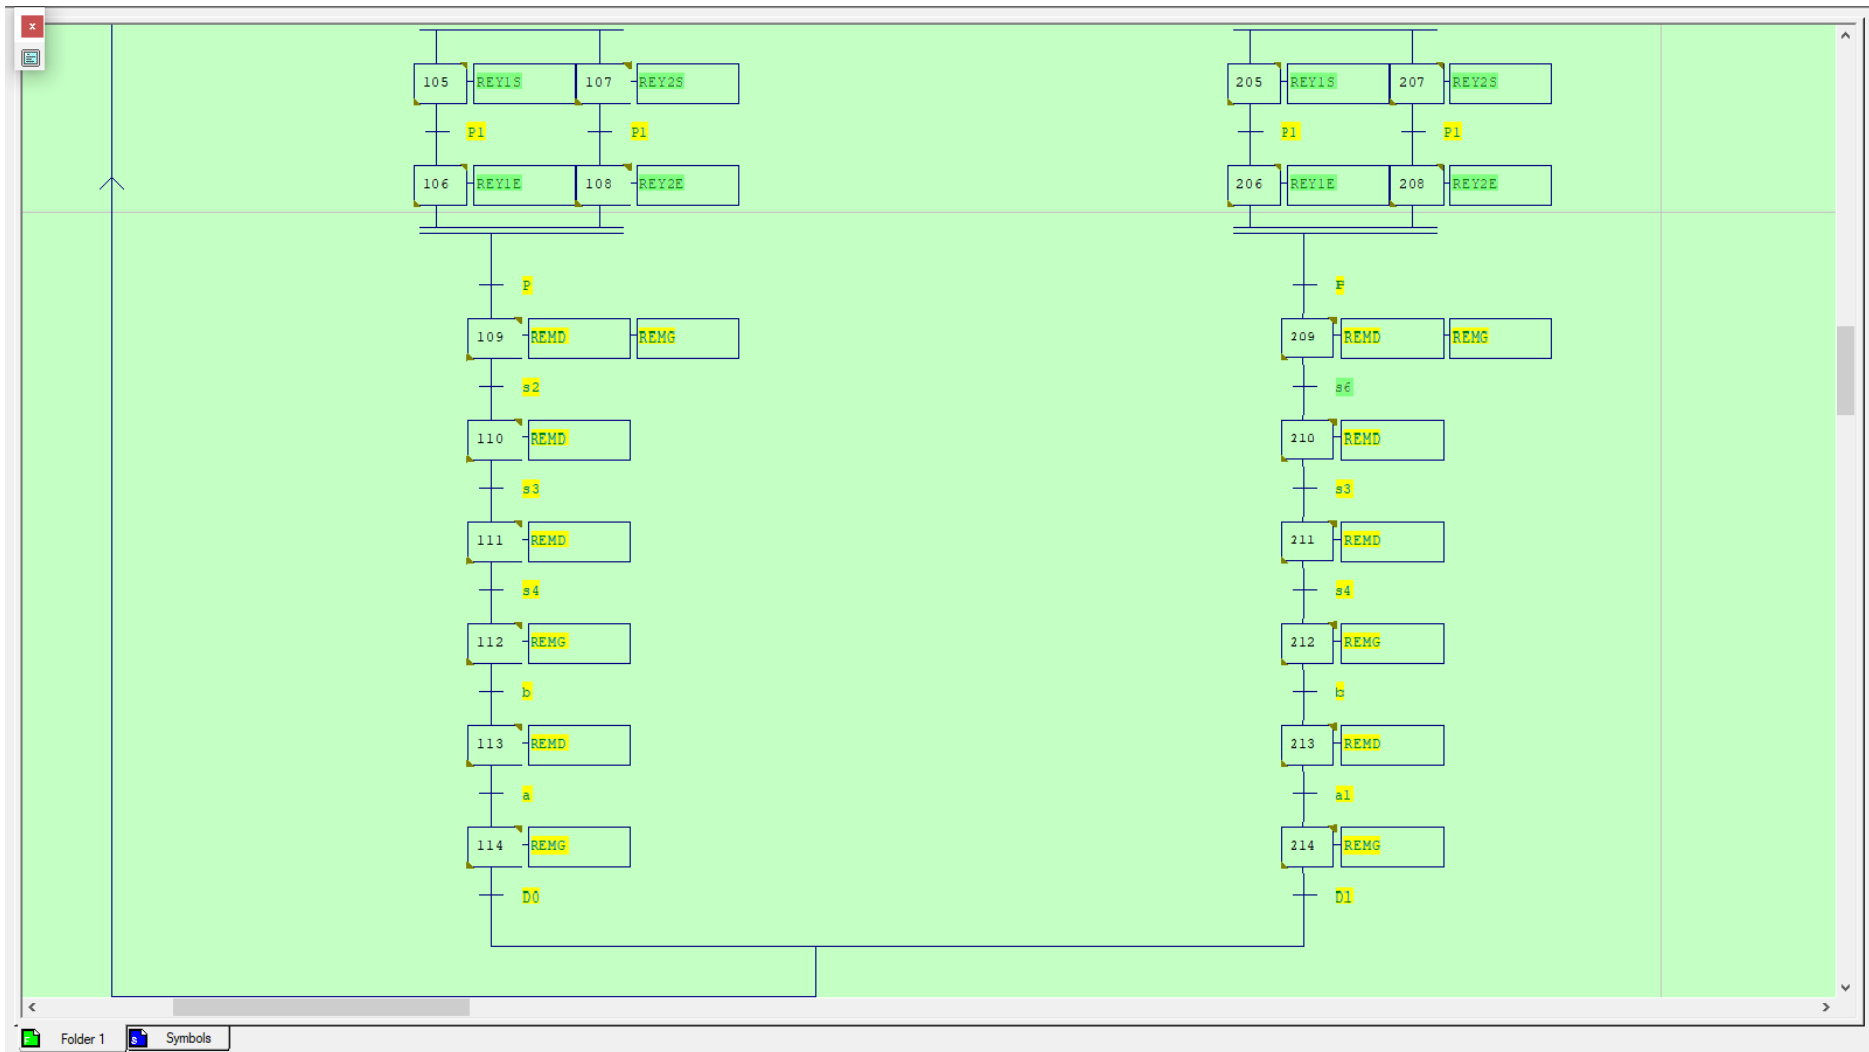 x
105 REY1S 107 REY2S 205 REY1S 207 REY2S
P1 P1 P1 P1
106 REY1E 108 REY2E 206 REY1E 208 REY2E
P P
109 REMD REMG 209 REMD REMG
s2 s6
110 REMD 210 REMD
s3 s3
111 REMD 211 REMD
s4 s4
112 REMG 212 REMG
b b
113 REMD 213 REMD
a a1
114 REMG 214 REMG
D0 D1
Folder 1 Symbols